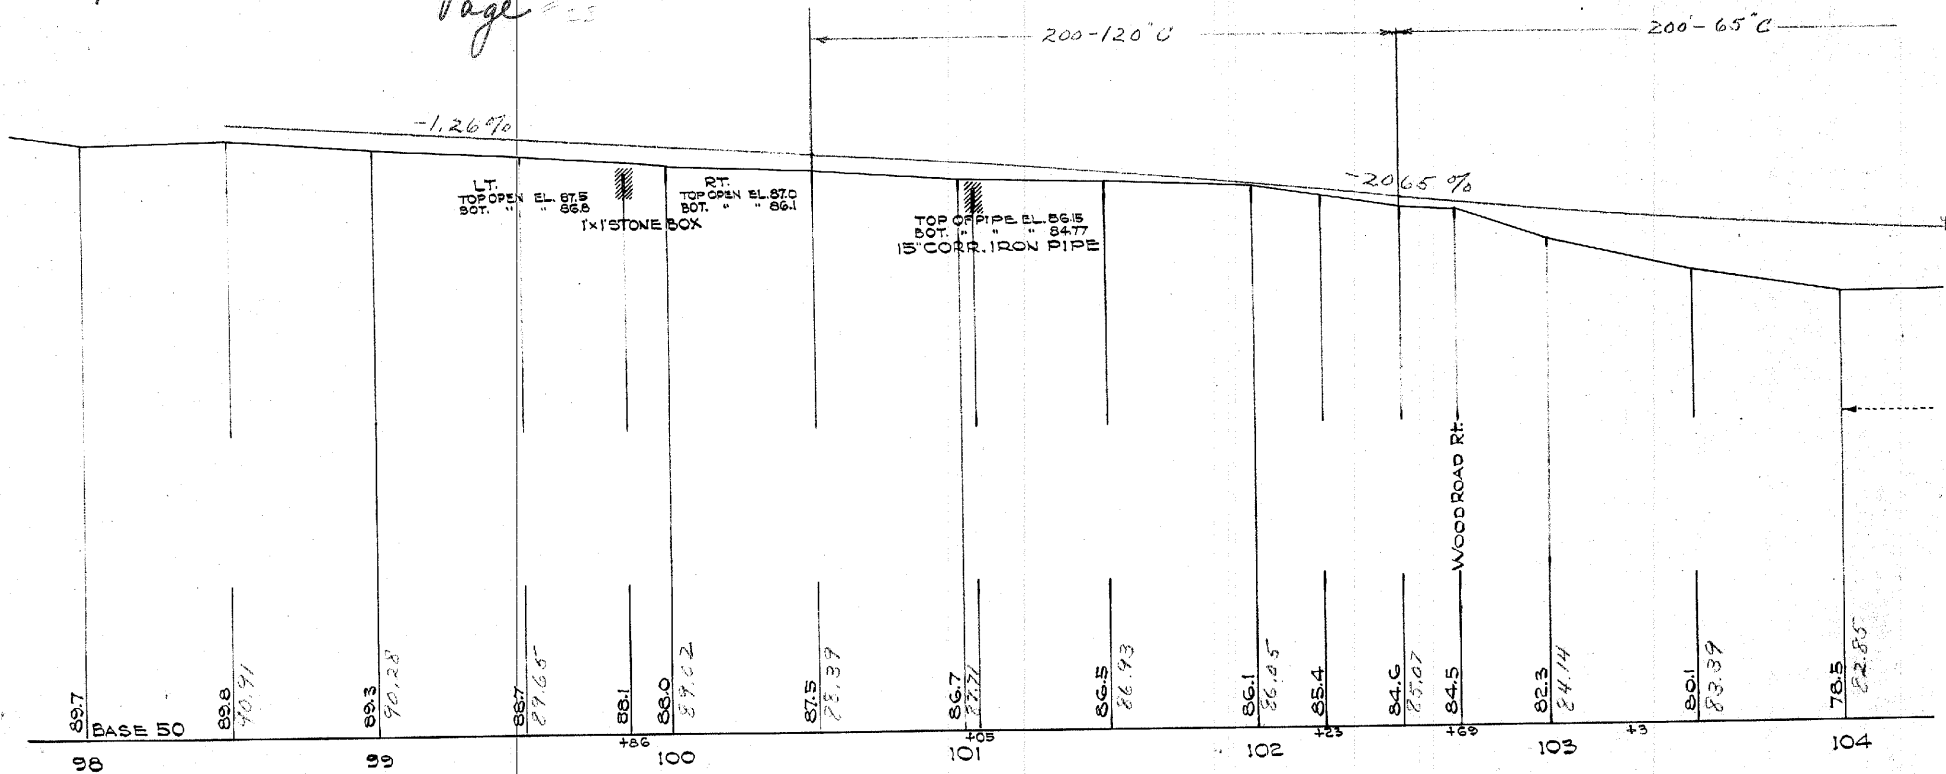 Page
200-120"C
200'-65"C
-1.26%
-2.065%
LT.
TOP OPEN EL. 87.5
BOT. " " 86.8
RT.
TOP OPEN EL. 87.0
BOT. " " 86.1
1'x1' STONE BOX
TOP OF PIPE EL. 86.15
BOT. " " " 84.77
15" CORR. IRON PIPE
WOOD ROAD Rt.
89.7
89.8
90.91
89.3
90.28
88.7
89.65
88.1
88.0
89.02
87.5
88.39
86.7
87.71
86.5
86.93
86.1
86.05
85.4
84.6
85.07
84.5
82.3
84.14
80.1
83.39
78.5
82.85
BASE 50
98
99
+86
100
101
+05
102
+23
+69
103
+3
104